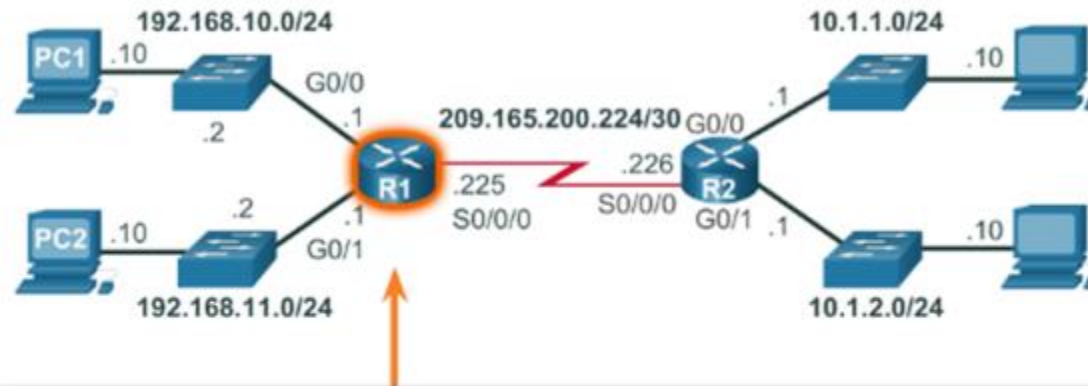 192.168.10.0/24
10.1.1.0/24
PC1
.10
G0/0
.2
.1
209.165.200.224/30
G0/0
.1
.10
R1
.225
S0/0/0
.226
S0/0/0
R2
G0/1
.1
.10
PC2
.10
.2
.1
G0/1
192.168.11.0/24
10.1.2.0/24